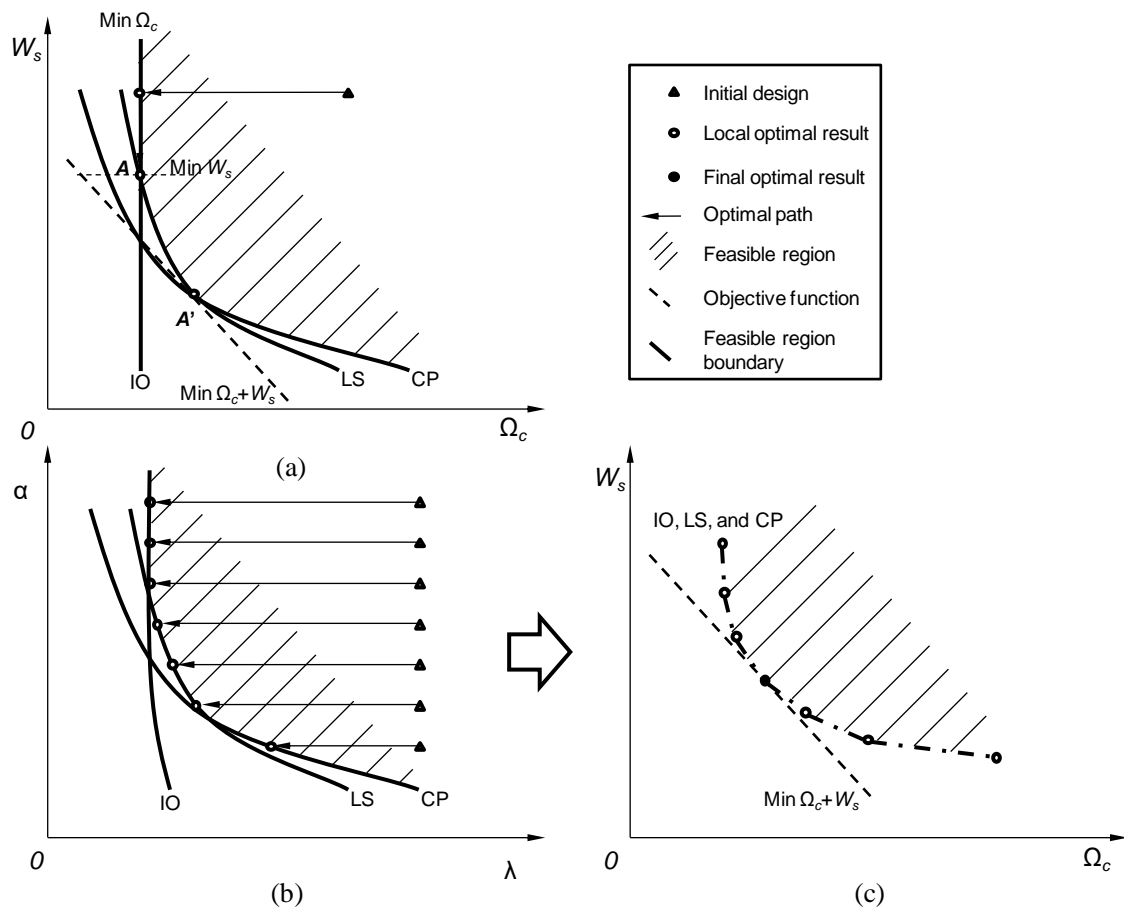 Min Ωc
Ws
A
Min Ws
A'
IO
LS
CP
Min Ωc+Ws
0
Ωc
(a)
Initial design
Local optimal result
Final optimal result
Optimal path
Feasible region
Objective function
Feasible region
boundary
α
IO
LS
CP
0
λ
(b)
Ws
IO, LS, and CP
Min Ωc+Ws
0
Ωc
(c)